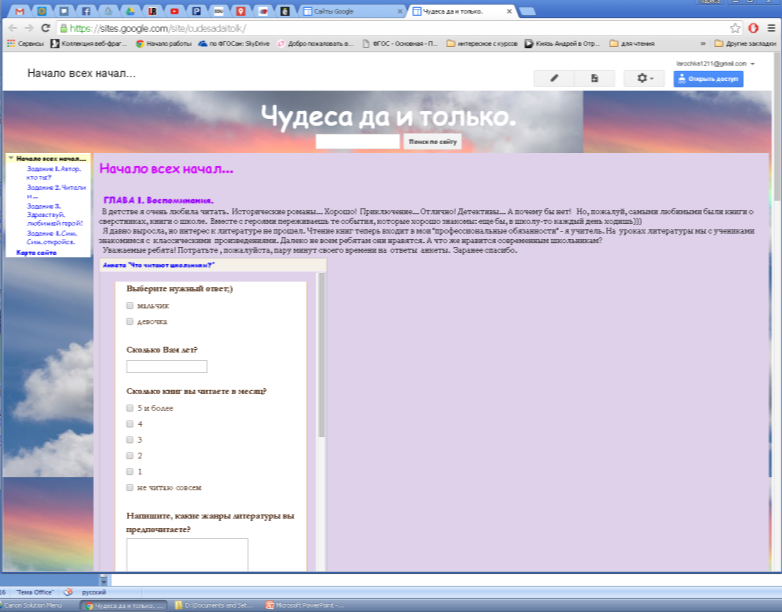 Сайты Google
Чудеса да и только.
https://sites.google.com/site/cudesadaitolk/
Сервисы
Коллекция веб-фраг...
Начало работы
по ФГОСам: SkyDrive
Добро пожаловать в...
ФГОС - Основная - П...
интересное с курсов
Князь Андрей в Отр...
для чтения
»
Другие закладки
larochka1211@gmail.com
Начало всех начал...
Открыть доступ
Чудеса да и только.
Поиск по сайту
Начало всех начал...
Задание 1. Автор,
кто ты?
Задание 2. Читали
и ...
Задание 3.
Здравствуй,
любимый герой!
Задание 4.Сим,
Сим, откройся.
Карта сайта
Начало всех начал...
ГЛАВА 1. Воспоминания.
В детстве я очень любила читать. Исторические романы... Хорошо! Приключение... Отлично! Детективы... А почему бы нет! Но, пожалуй, самыми любимыми были книги о
сверстниках, книги о школе. Вместе с героями переживаешь те события, которые хорошо знакомы: еще бы, в школу-то каждый день ходишь)))
Я давно выросла, но интерес к литературе не прошел. Чтение книг теперь входит в мои "профессиональные обязанности" - я учитель. На уроках литературы мы с учениками
знакомимся с классическими произведениями. Далеко не всем ребятам они нравятся. А что же нравится современным школьникам?
Уважаемые ребята! Потратьте , пожалуйста, пару минут своего времени на ответы анкеты. Заранее спасибо.
Анкета "Что читают школьники?"
Выберите нужный ответ;)
мальчик
девочка
Сколько Вам лет?
Сколько книг вы читаете в месяц?
5 и более
4
3
2
1
не читаю совсем
Напишите, какие жанры литературы вы
предпочитаете?
"Тема Office"
русский
Canon Solution Menu
Чудеса да и только. ...
D:\Documents and Set...
Microsoft PowerPoint - ...